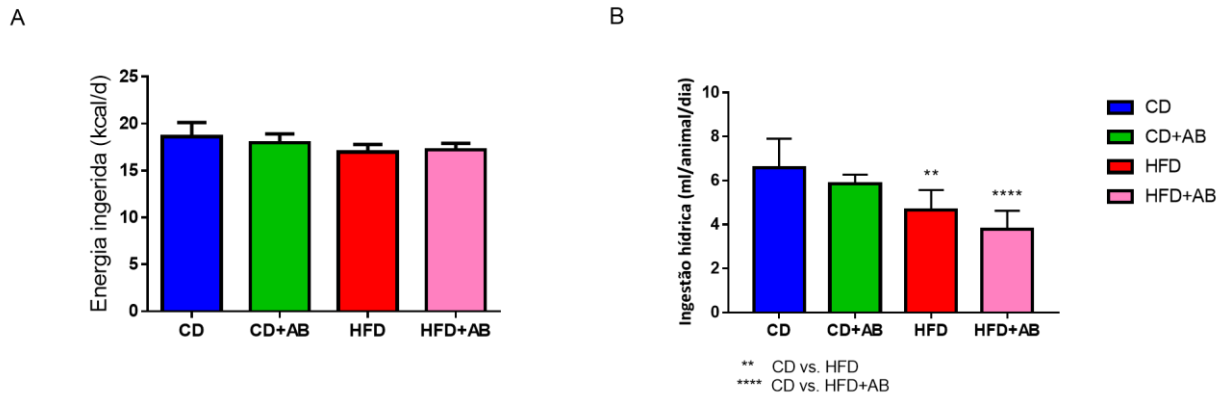 A
Energia ingerida (kcal/d)
25
20
15
10
5
0
CD
CD+AB
HFD
HFD+AB
B
Ingestão hídrica (ml/animal/dia)
10
8
6
4
2
0
**
****
CD
CD+AB
HFD
HFD+AB
** CD vs. HFD
**** CD vs. HFD+AB
CD
CD+AB
HFD
HFD+AB